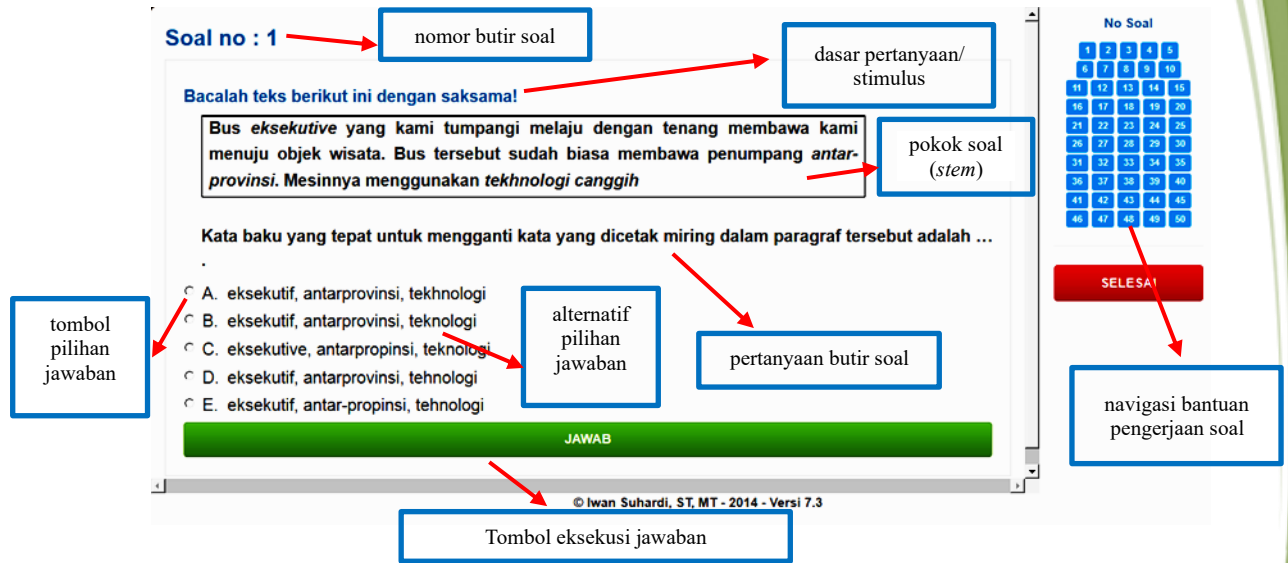 Soal no : 1
nomor butir soal
dasar pertanyaan/
stimulus
Bacalah teks berikut ini dengan saksama!
Bus eksekutive yang kami tumpangi melaju dengan tenang membawa kami
menuju objek wisata. Bus tersebut sudah biasa membawa penumpang antar-
provinsi. Mesinnya menggunakan tekhnologi canggih
pokok soal
(stem)
Kata baku yang tepat untuk mengganti kata yang dicetak miring dalam paragraf tersebut adalah ...
.
A. eksekutif, antarprovinsi, tekhnologi
B. eksekutif, antarprovinsi, teknologi
C. eksekutive, antarpropinsi, teknologi
D. eksekutif, antarprovinsi, tehnologi
E. eksekutif, antar-propinsi, tehnologi
tombol
pilihan
jawaban
alternatif
pilihan
jawaban
pertanyaan butir soal
JAWAB
© Iwan Suhardi, ST, MT - 2014 - Versi 7.3
Tombol eksekusi jawaban
No Soal
1 2 3 4 5
6 7 8 9 10
11 12 13 14 15
16 17 18 19 20
21 22 23 24 25
26 27 28 29 30
31 32 33 34 35
36 37 38 39 40
41 42 43 44 45
46 47 48 49 50
SELESAI
navigasi bantuan
pengerjaan soal